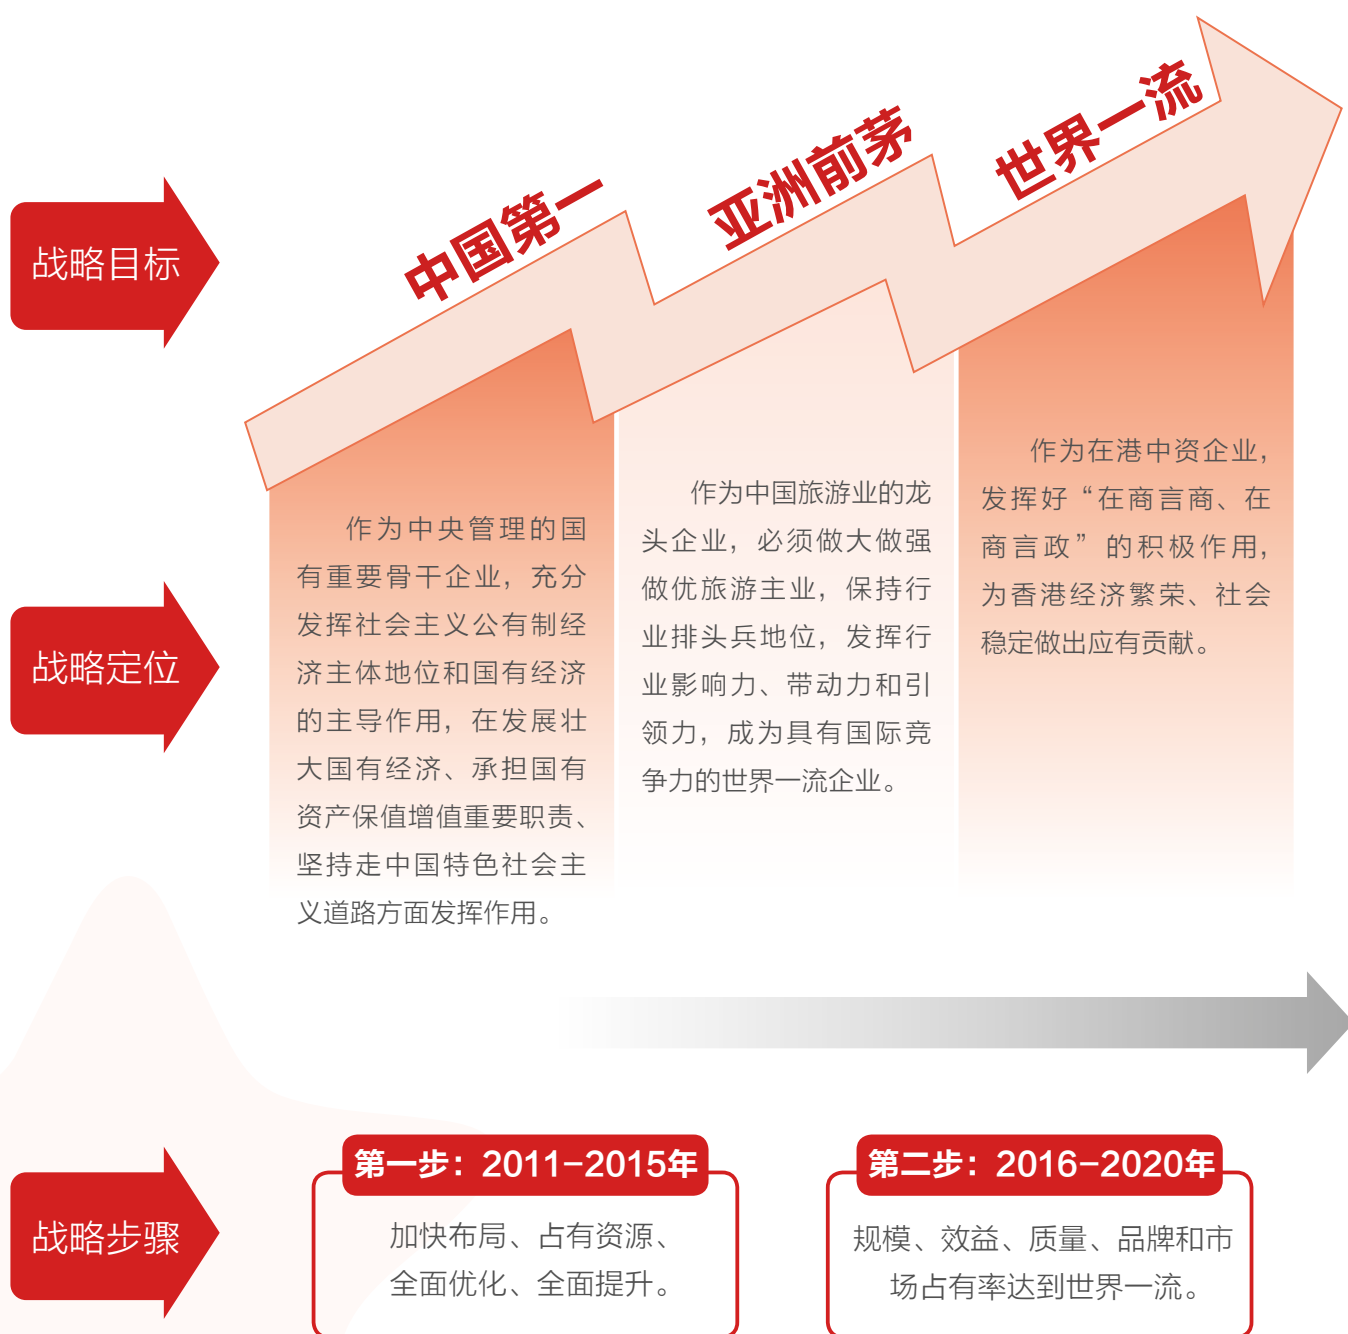 战略目标
中国第一
亚洲前茅
世界一流
战略定位
作为中央管理的国
有重要骨干企业，充分
发挥社会主义公有制经
济主体地位和国有经济
的主导作用，在发展壮
大国有经济、承担国有
资产保值增值重要职责、
坚持走中国特色社会主
义道路方面发挥作用。
作为中国旅游业的龙
头企业，必须做大做强
做优旅游主业，保持行
业排头兵地位，发挥行
业影响力、带动力和引
领力，成为具有国际竞
争力的世界一流企业。
作为在港中资企业，
发挥好“在商言商、在
商言政”的积极作用，
为香港经济繁荣、社会
稳定做出应有贡献。
战略步骤
第一步：2011-2015年
加快布局、占有资源、
全面优化、全面提升。
第二步：2016-2020年
规模、效益、质量、品牌和市
场占有率达到世界一流。